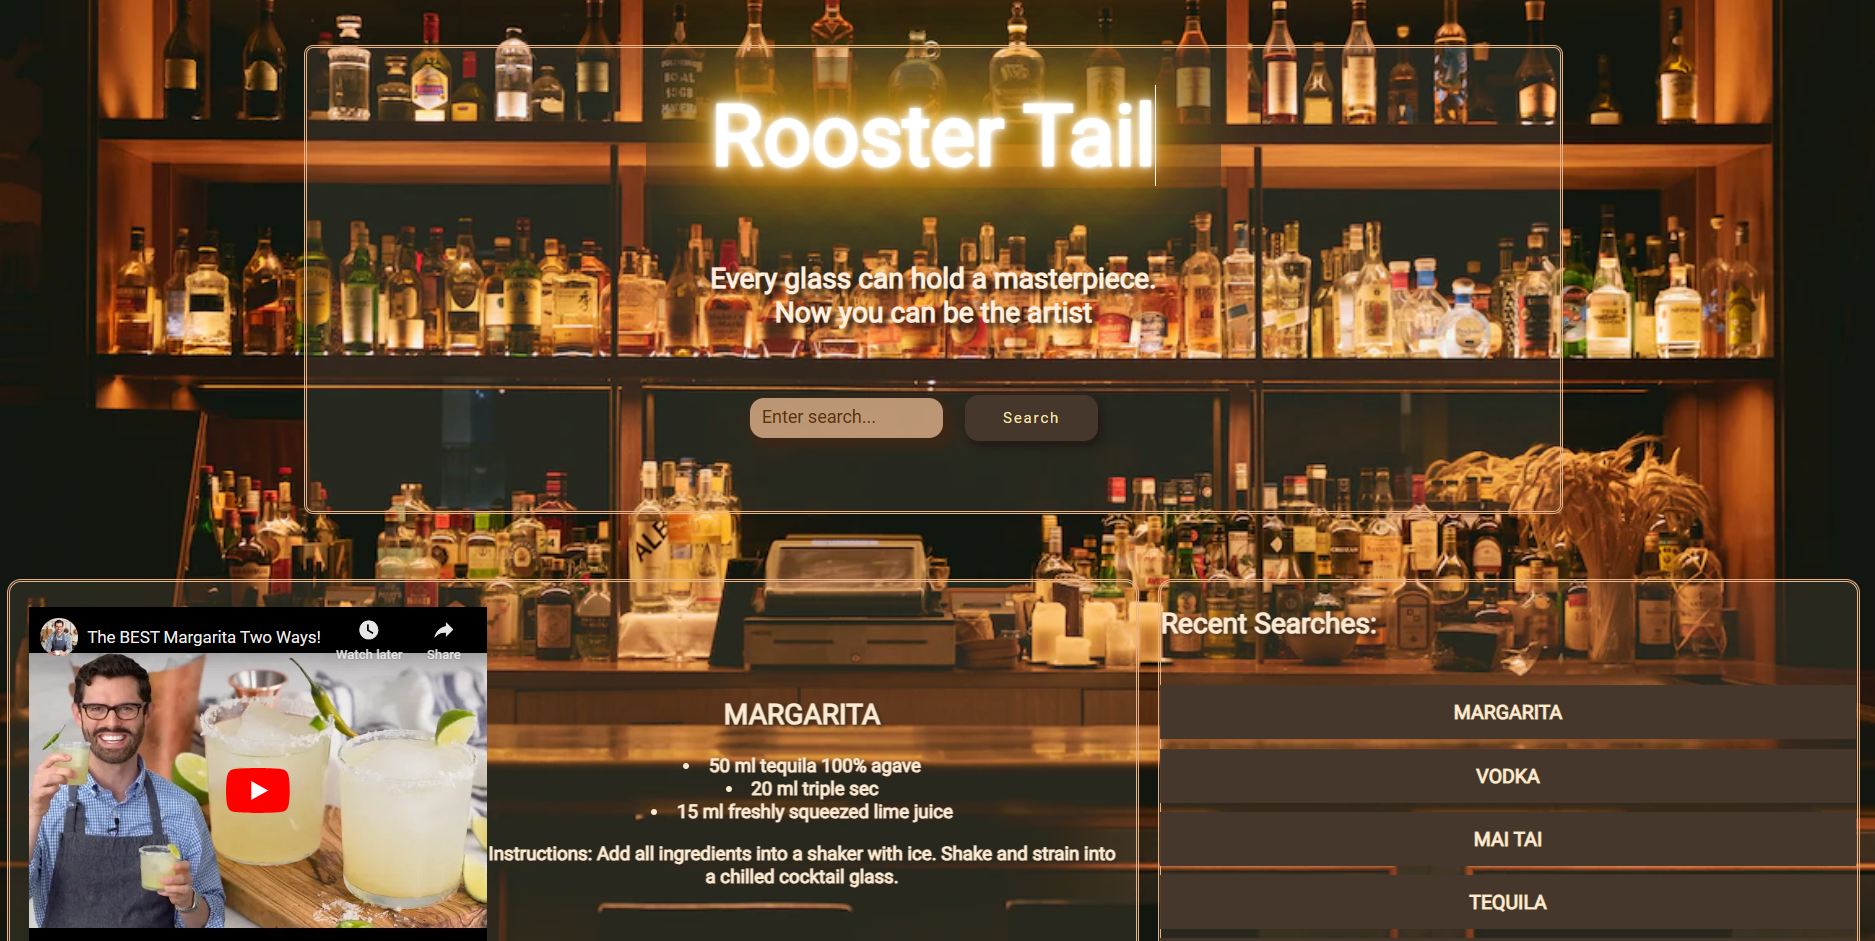 Rooster Tail
Every glass can hold a masterpiece.
Now you can be the artist
Enter search...
Search
ALE
The BEST Margarita Two Ways!
Watch later
Share
MARGARITA
• 50 ml tequila 100% agave
• 20 ml triple sec
• 15 ml freshly squeezed lime juice
Instructions: Add all ingredients into a shaker with ice. Shake and strain into
a chilled cocktail glass.
Recent Searches:
MARGARITA
VODKA
MAI TAI
TEQUILA